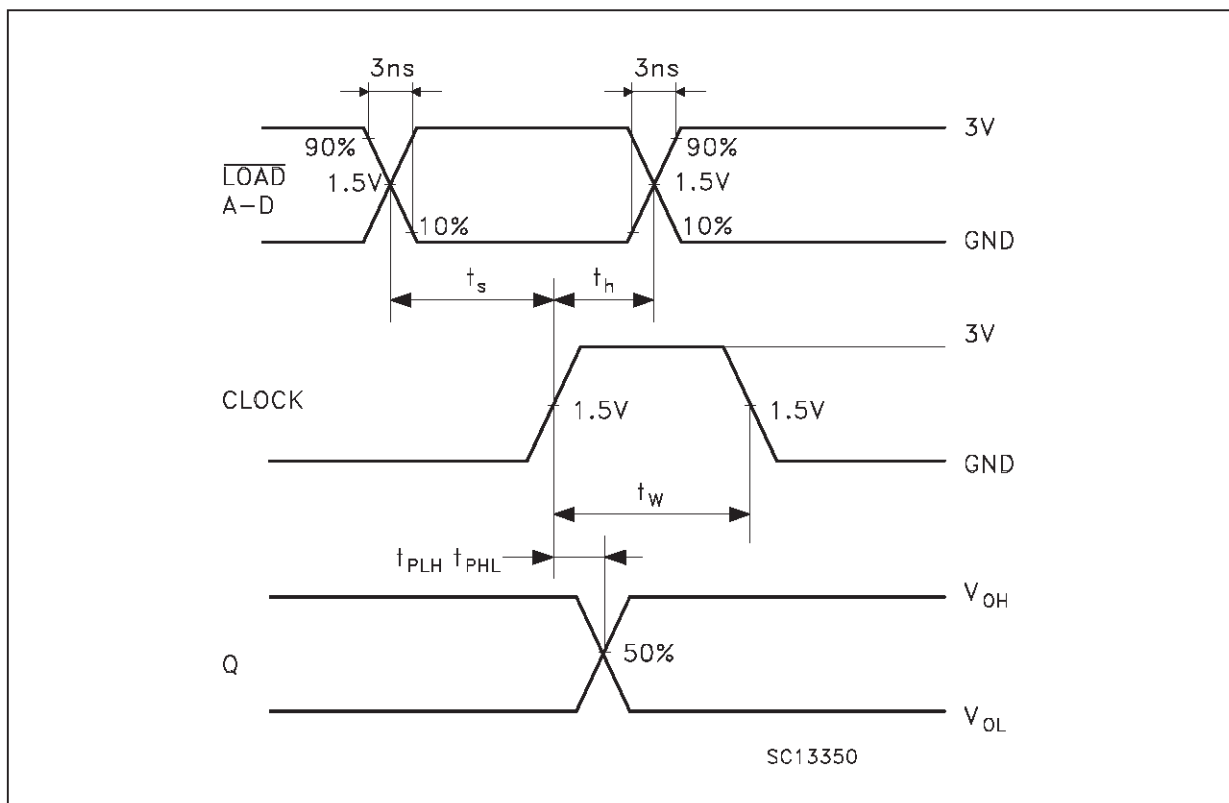 3ns 3ns
3V
90% 90%
LOAD
A-D
1.5V 1.5V
10% 10%
GND
ts th
3V
CLOCK
1.5V 1.5V
GND
tW
tPLH tPHL
VOH
Q
50%
VOL
SC13350